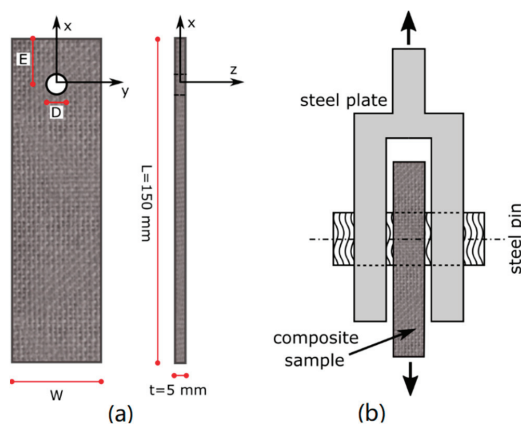 x
E
y
D
W
x
z
L=150 mm
t=5 mm
(a)
steel plate
steel pin
composite
sample
(b)